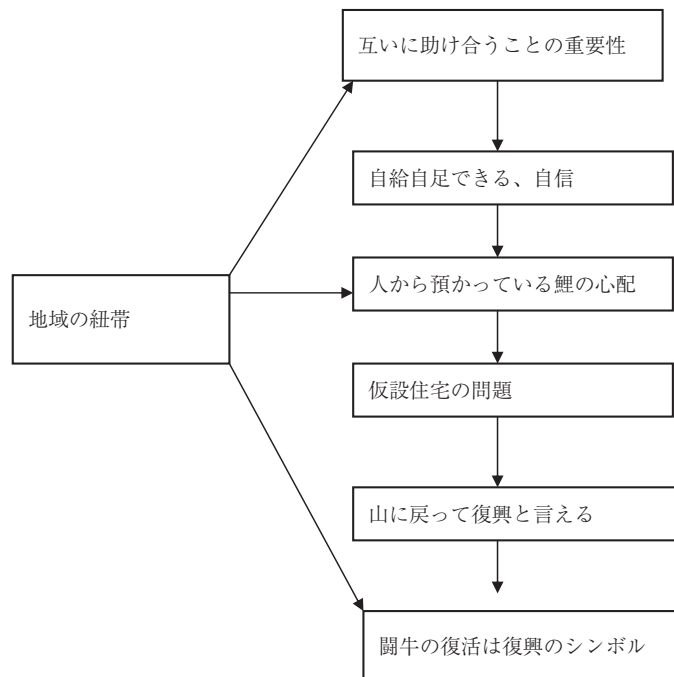 互いに助け合うことの重要性
自給自足できる、自信
人から預かっている鯉の心配
地域の紐帯
仮設住宅の問題
山に戻って復興と言える
闘牛の復活は復興のシンボル